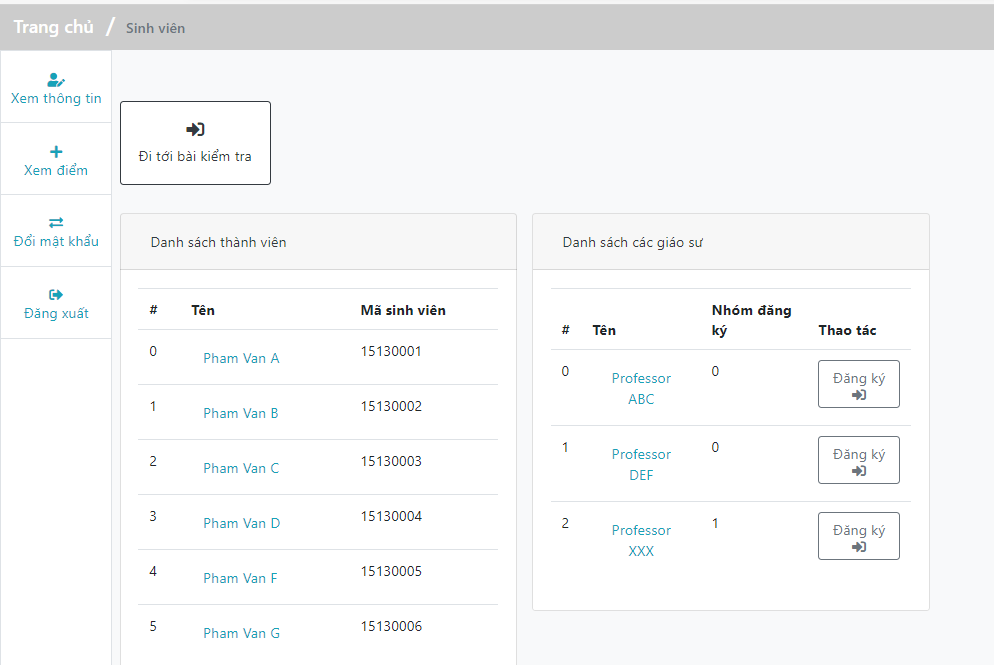 Trang chủ / Sinh viên
Xem thông tin
Xem điểm
Đổi mật khẩu
Đăng xuất
Đi tới bài kiểm tra
Danh sách thành viên
# Tên Mã sinh viên
0 Pham Van A 15130001
1 Pham Van B 15130002
2 Pham Van C 15130003
3 Pham Van D 15130004
4 Pham Van F 15130005
5 Pham Van G 15130006
Danh sách các giáo sư
Nhóm đăng
# Tên ký Thao tác
0 Professor 0 Đăng ký
ABC
1 Professor 0 Đăng ký
DEF
2 Professor 1 Đăng ký
XXX